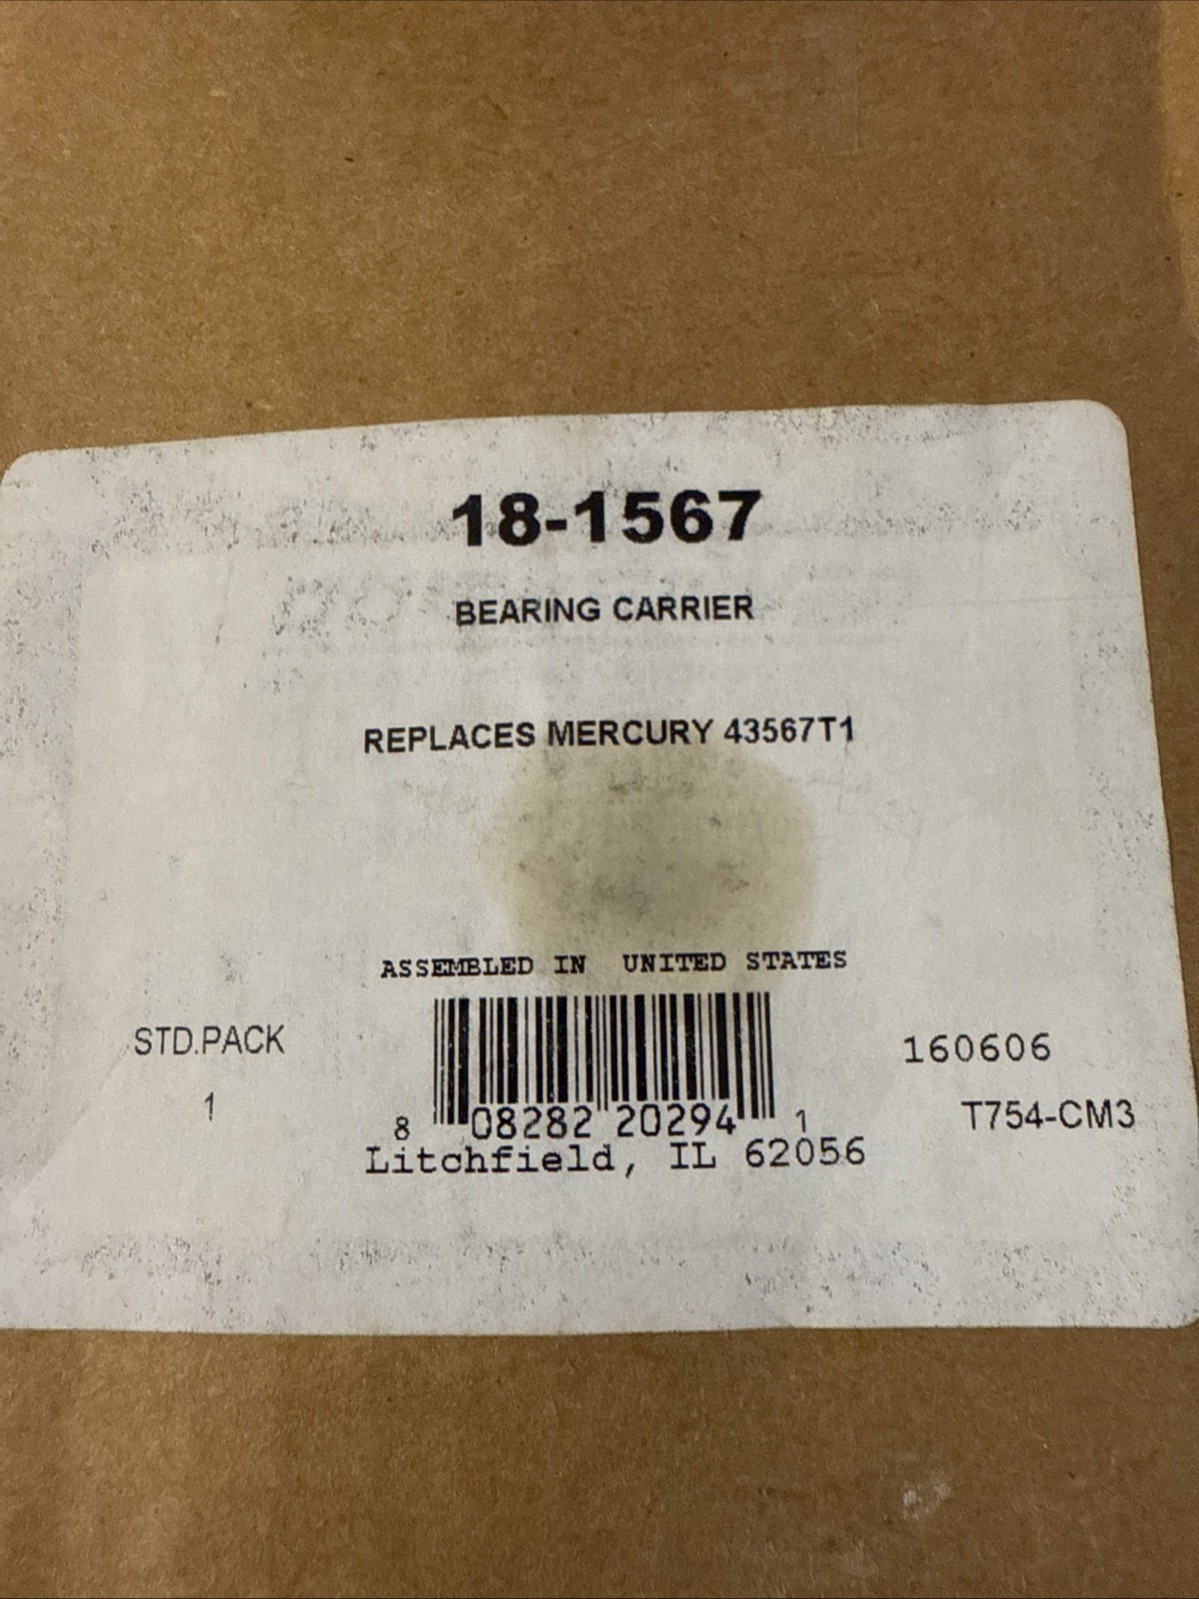 18-1567
BEARING CARRIER
REPLACES MERCURY 43567T1
ASSEMBLED IN UNITED STATES
STD.PACK
1
8 08282 20294 1
Litchfield, IL 62056
160606
T754-CM3